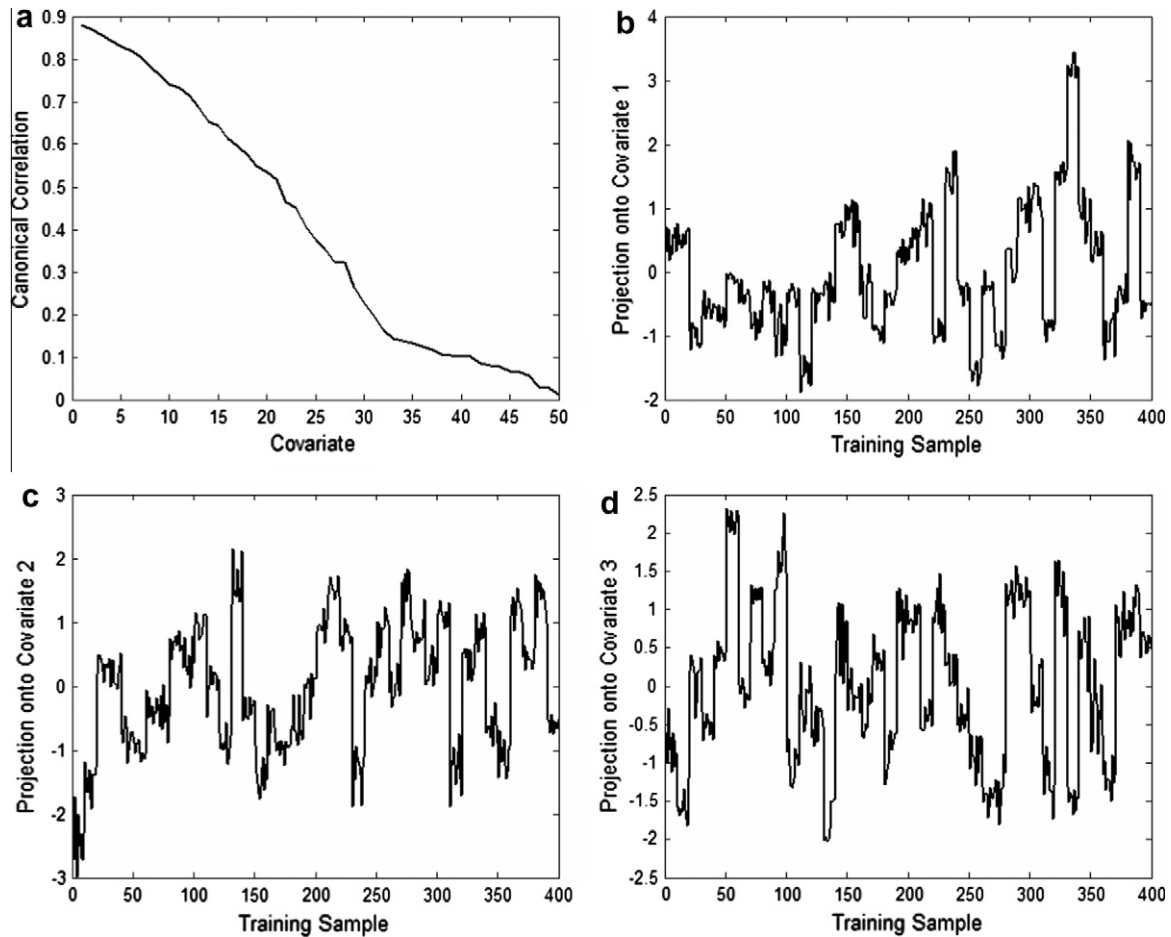 a
0.9
0.8
0.7
0.6
0.5
0.4
0.3
0.2
0.1
0
Canonical Correlation
0 5 10 15 20 25 30 35 40 45 50
Covariate
b
4
3
2
1
0
-1
-2
Projection onto Covariate 1
0 50 100 150 200 250 300 350 400
Training Sample
c
3
2
1
0
-1
-2
-3
Projection onto Covariate 2
0 50 100 150 200 250 300 350 400
Training Sample
d
2.5
2
1.5
1
0.5
0
-0.5
-1
-1.5
-2
-2.5
Projection onto Covariate 3
0 50 100 150 200 250 300 350 400
Training Sample